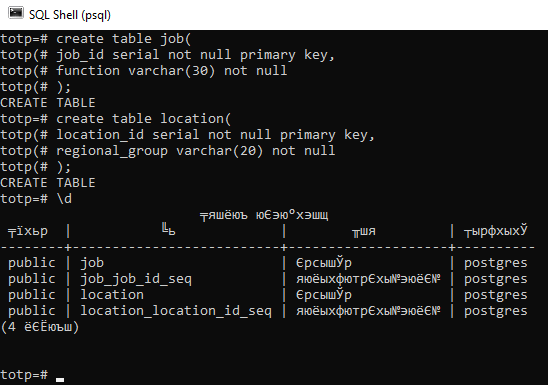 SQL Shell (psql)
totp=# create table job(
totp(# job_id serial not null primary key,
totp(# function varchar(30) not null
totp(# );
CREATE TABLE
totp=# create table location(
totp(# location_id serial not null primary key,
totp(# regional_group varchar(20) not null
totp(# );
CREATE TABLE
totp=# \d
╤яшёюъ юЄэю°хэшщ
╤їхьр | ╚ь | ╥шя | ┬ырфхыхЎ
--------+-------------------------+--------------------+----------
public | job | ЄрсышЎр | postgres
public | job_job_id_seq | яюёыхфютрЄхы№эюёЄ№ | postgres
public | location | ЄрсышЎр | postgres
public | location_location_id_seq | яюёыхфютрЄхы№эюёЄ№ | postgres
(4 ёЄЁюъш)
totp=#